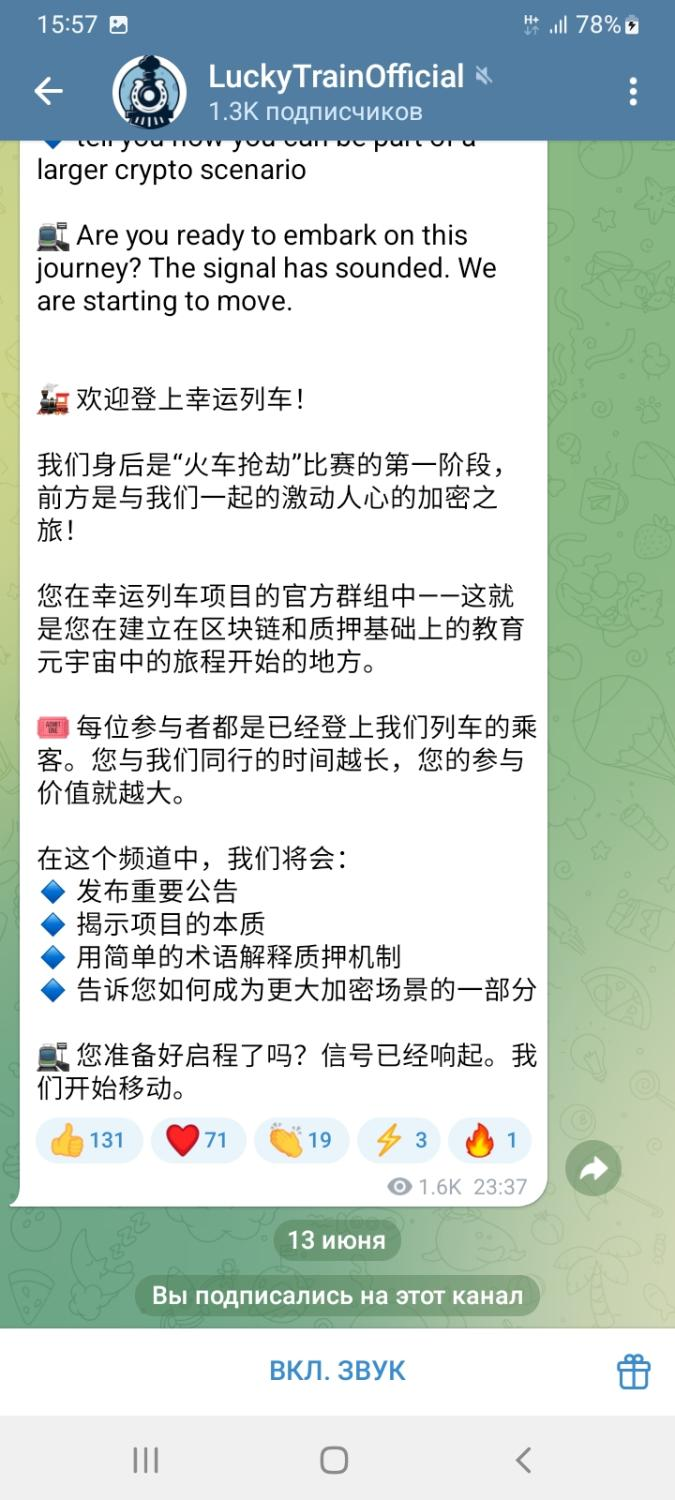 15:57
H+
78%
LuckyTrainOfficial
1.3K подписчиков
tell you how you can be part of a
larger crypto scenario
Are you ready to embark on this
journey? The signal has sounded. We
are starting to move.
欢迎登上幸运列车！
我们身后是“火车抢劫”比赛的第一阶段，
前方是与我们一起的激动人心的加密之
旅！
您在幸运列车项目的官方群组中——这就
是您在建立在区块链和质押基础上的教育
元宇宙中的旅程开始的地方。
每位参与者都是已经登上我们列车的乘
客。您与我们同行的时间越长，您的参与
价值就越大。
在这个频道中，我们将会：
发布重要公告
揭示项目的本质
用简单的术语解释质押机制
告诉您如何成为更大加密场景的一部分
您准备好启程了吗？信号已经响起。我
们开始移动。
131 71 19 3 1
1.6K 23:37
13 июня
Вы подписались на этот канал
ВКЛ. ЗВУК